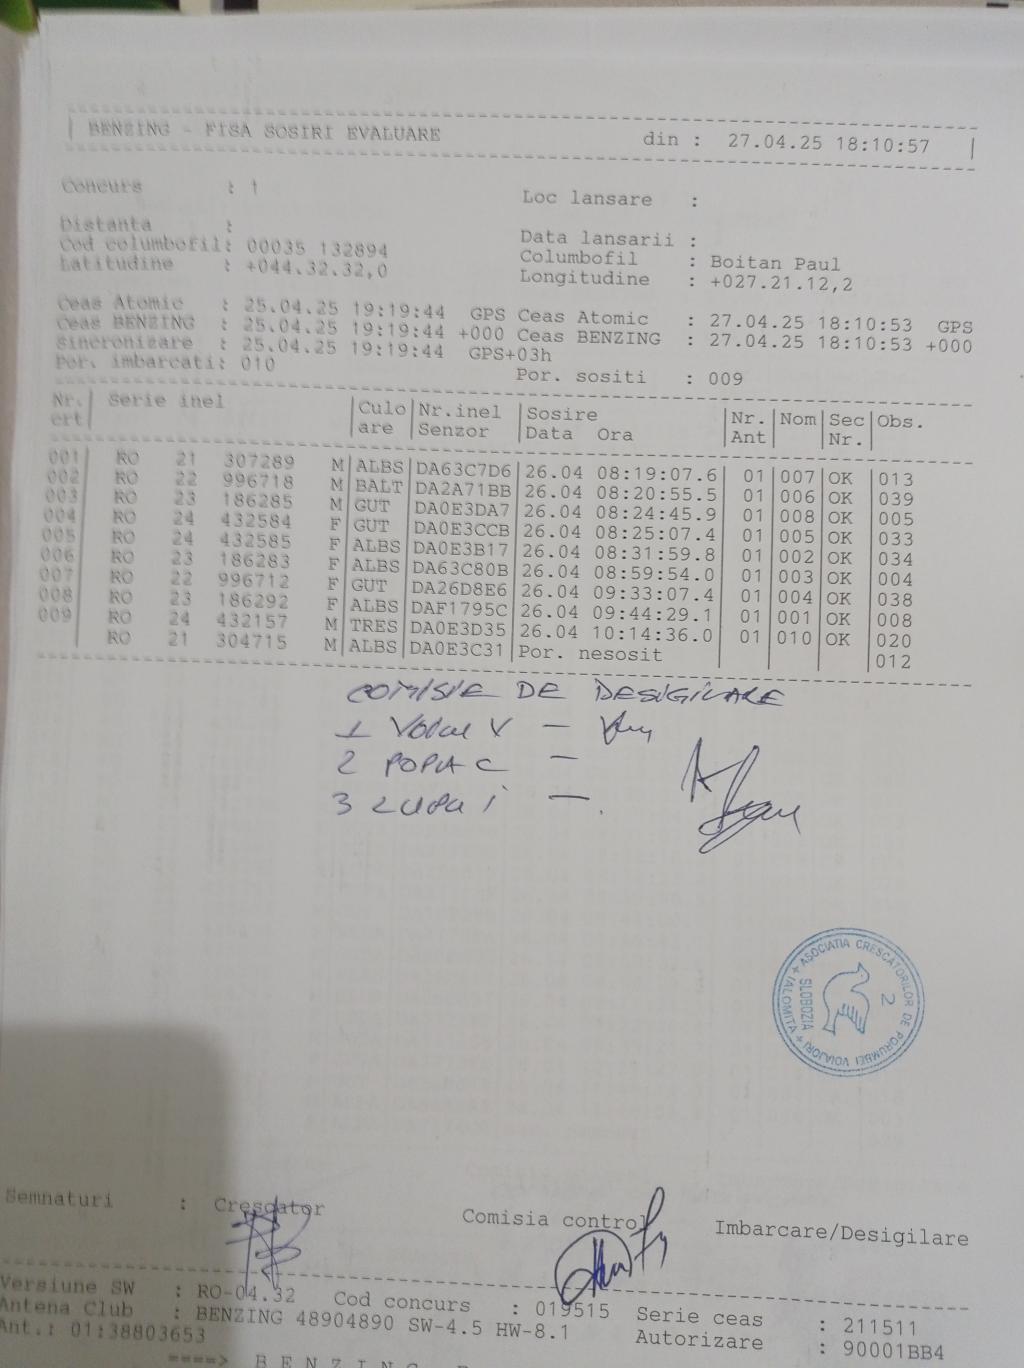 BENZING - FISA SOSIRI EVALUARE din : 27.04.25 18:10:57
Concurs : 1 Loc lansare :
Distanta : Data lansarii :
Cod columbofil: 00035 132894 Columbofil : Boitan Paul
Latitudine : +044.32.32,0 Longitudine : +027.21.12,2
Ceas Atomic : 25.04.25 19:19:44 GPS Ceas Atomic : 27.04.25 18:10:53 GPS
Ceas BENZING : 25.04.25 19:19:44 +000 Ceas BENZING : 27.04.25 18:10:53 +000
Sincronizare : 25.04.25 19:19:44 GPS+03h
Por. imbarcati: 010 Por. sositi : 009
Nr. Serie inel Culo Nr.inel Sosire Nr. Nom Sec Obs.
crt are Senzor Data Ora Ant Nr.
001 RO 21 307289 M ALBS DA63C7D6 26.04 08:19:07.6 01 007 OK 013
002 RO 22 996718 M BALT DA2A71BB 26.04 08:20:55.5 01 006 OK 039
003 RO 23 186285 M GUT DA0E3DA7 26.04 08:24:45.9 01 008 OK 005
004 RO 24 432584 F GUT DA0E3CCB 26.04 08:25:07.4 01 005 OK 033
005 RO 24 432585 F ALBS DA0E3B17 26.04 08:31:59.8 01 002 OK 034
006 RO 23 186283 F ALBS DA63C80B 26.04 08:59:54.0 01 003 OK 004
007 RO 22 996712 F GUT DA26D8E6 26.04 09:33:07.4 01 004 OK 038
008 RO 23 186292 F ALBS DAF1795C 26.04 09:44:29.1 01 001 OK 008
009 RO 24 432157 M TRES DA0E3D35 26.04 10:14:36.0 01 010 OK 020
RO 21 304715 M ALBS DA0E3C31 Por. nesosit 012
COMISIE DE DESIGILARE
1 V –
2 POPIA C –
3 LUPU I –
ASOCIATIA CRESCATORILOR DE PORUMBEI VOIAJORI + IALOMITA +
SLOBOZIA
2
Semnaturi : Crescator Comisia control Imbarcare/Desigilare
Versiune SW : RO-04.32 Cod concurs : 019515 Serie ceas : 211511
Antena Club : BENZING 48904890 SW-4.5 HW-8.1 Autorizare : 90001BB4
Ant.: 01:38803653
====> B E N Z I N G